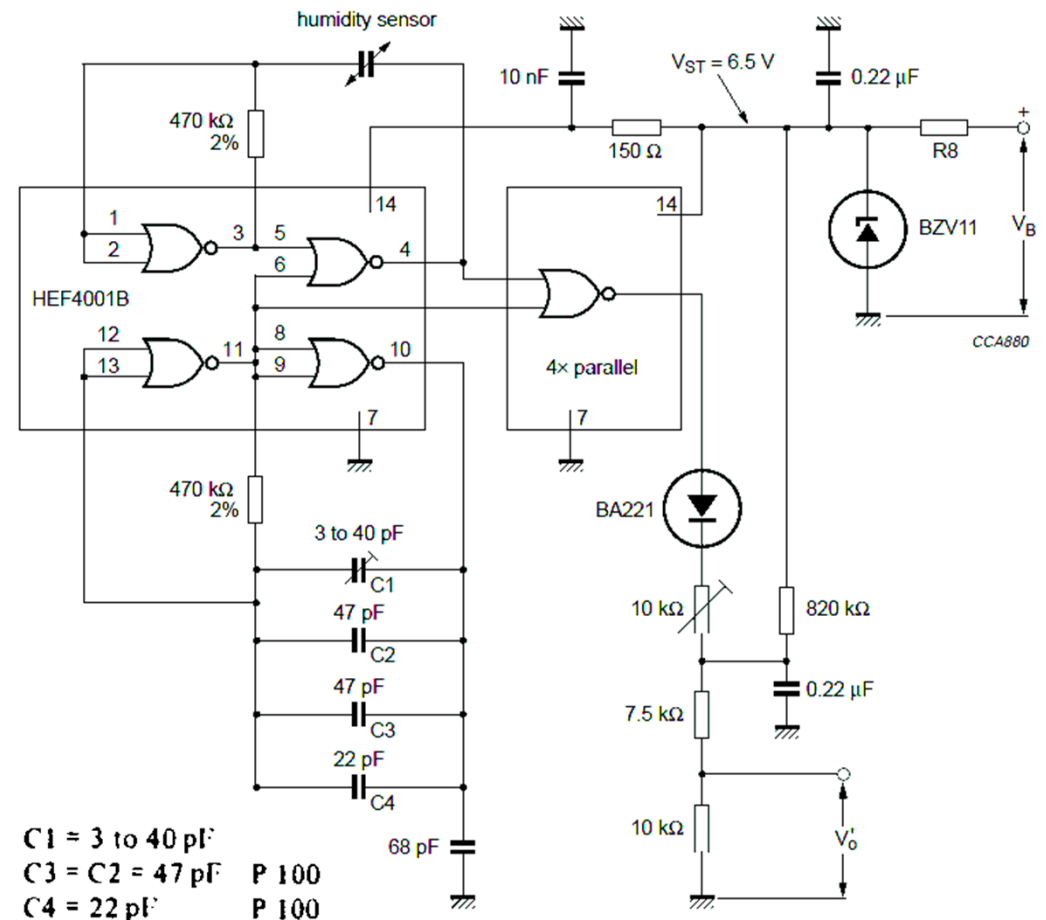 humidity sensor
10 nF
V_ST = 6.5 V
0.22 μF
470 kΩ
2%
150 Ω
R8
+
14
14
1
2
3
5
6
4
BZV11
V_B
HEF4001B
12
13
11
8
9
10
4× parallel
CCA880
7
7
470 kΩ
2%
BA221
3 to 40 pF
C1
10 kΩ
820 kΩ
47 pF
C2
0.22 μF
47 pF
C3
7.5 kΩ
22 pF
C4
68 pF
10 kΩ
V'o
C1 = 3 to 40 pF
C3 = C2 = 47 pF P 100
C4 = 22 pF P 100